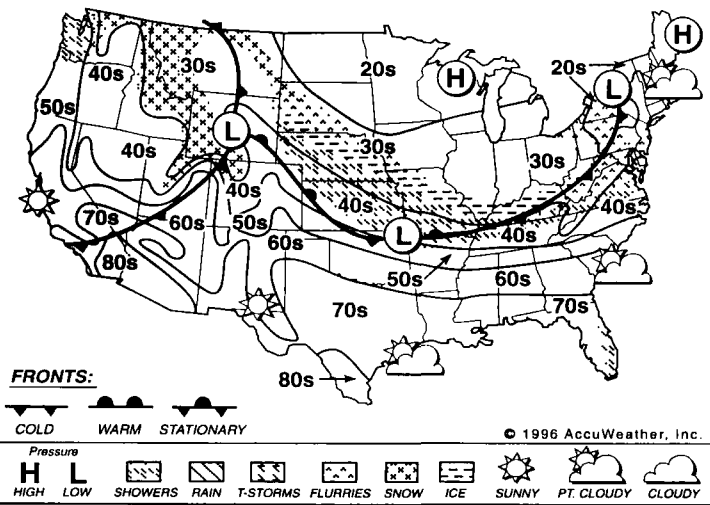 H
20s
H
20s
L
40s
30s
50s
L
30s
30s
40s
40s
40s
50s
40s
40s
70s
60s
60s
L
40s
80s
50s
60s
70s
70s
80s
FRONTS:
COLD WARM STATIONARY
© 1996 AccuWeather, Inc.
Pressure
H L
HIGH LOW SHOWERS RAIN T-STORMS FLURRIES SNOW ICE SUNNY PT. CLOUDY CLOUDY